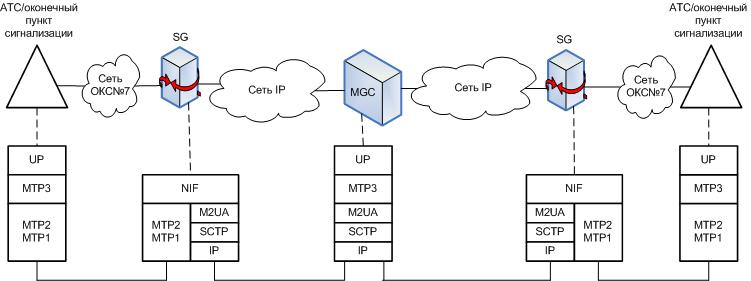 АТС/оконечный
пункт
сигнализации
SG
Сеть
ОКС№7
Сеть IP
MGC
Сеть IP
SG
Сеть
ОКС№7
АТС/оконечный
пункт
сигнализации
UP
MTP3
MTP2
MTP1
NIF
MTP2
MTP1
M2UA
SCTP
IP
UP
MTP3
M2UA
SCTP
IP
NIF
M2UA
SCTP
IP
MTP2
MTP1
UP
MTP3
MTP2
MTP1